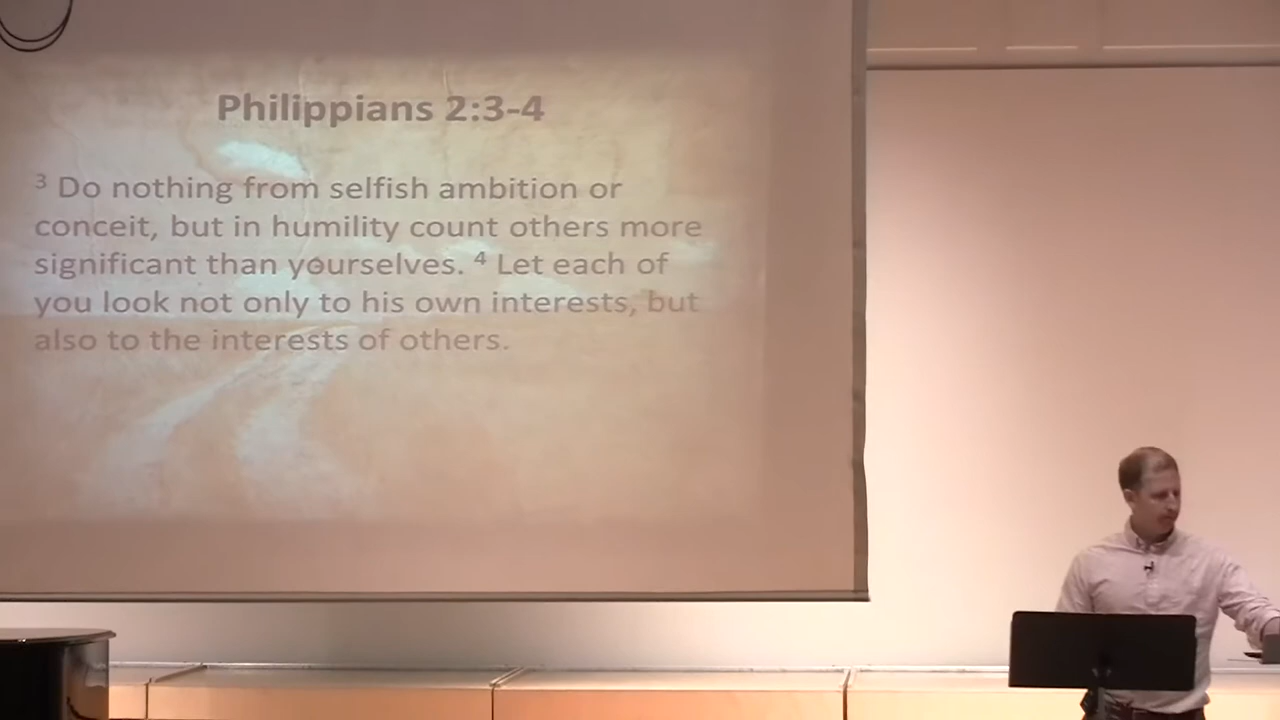 Philippians 2:3-4
³ Do nothing from selfish ambition or
conceit, but in humility count others more
significant than yourselves. ⁴ Let each of
you look not only to his own interests, but
also to the interests of others.